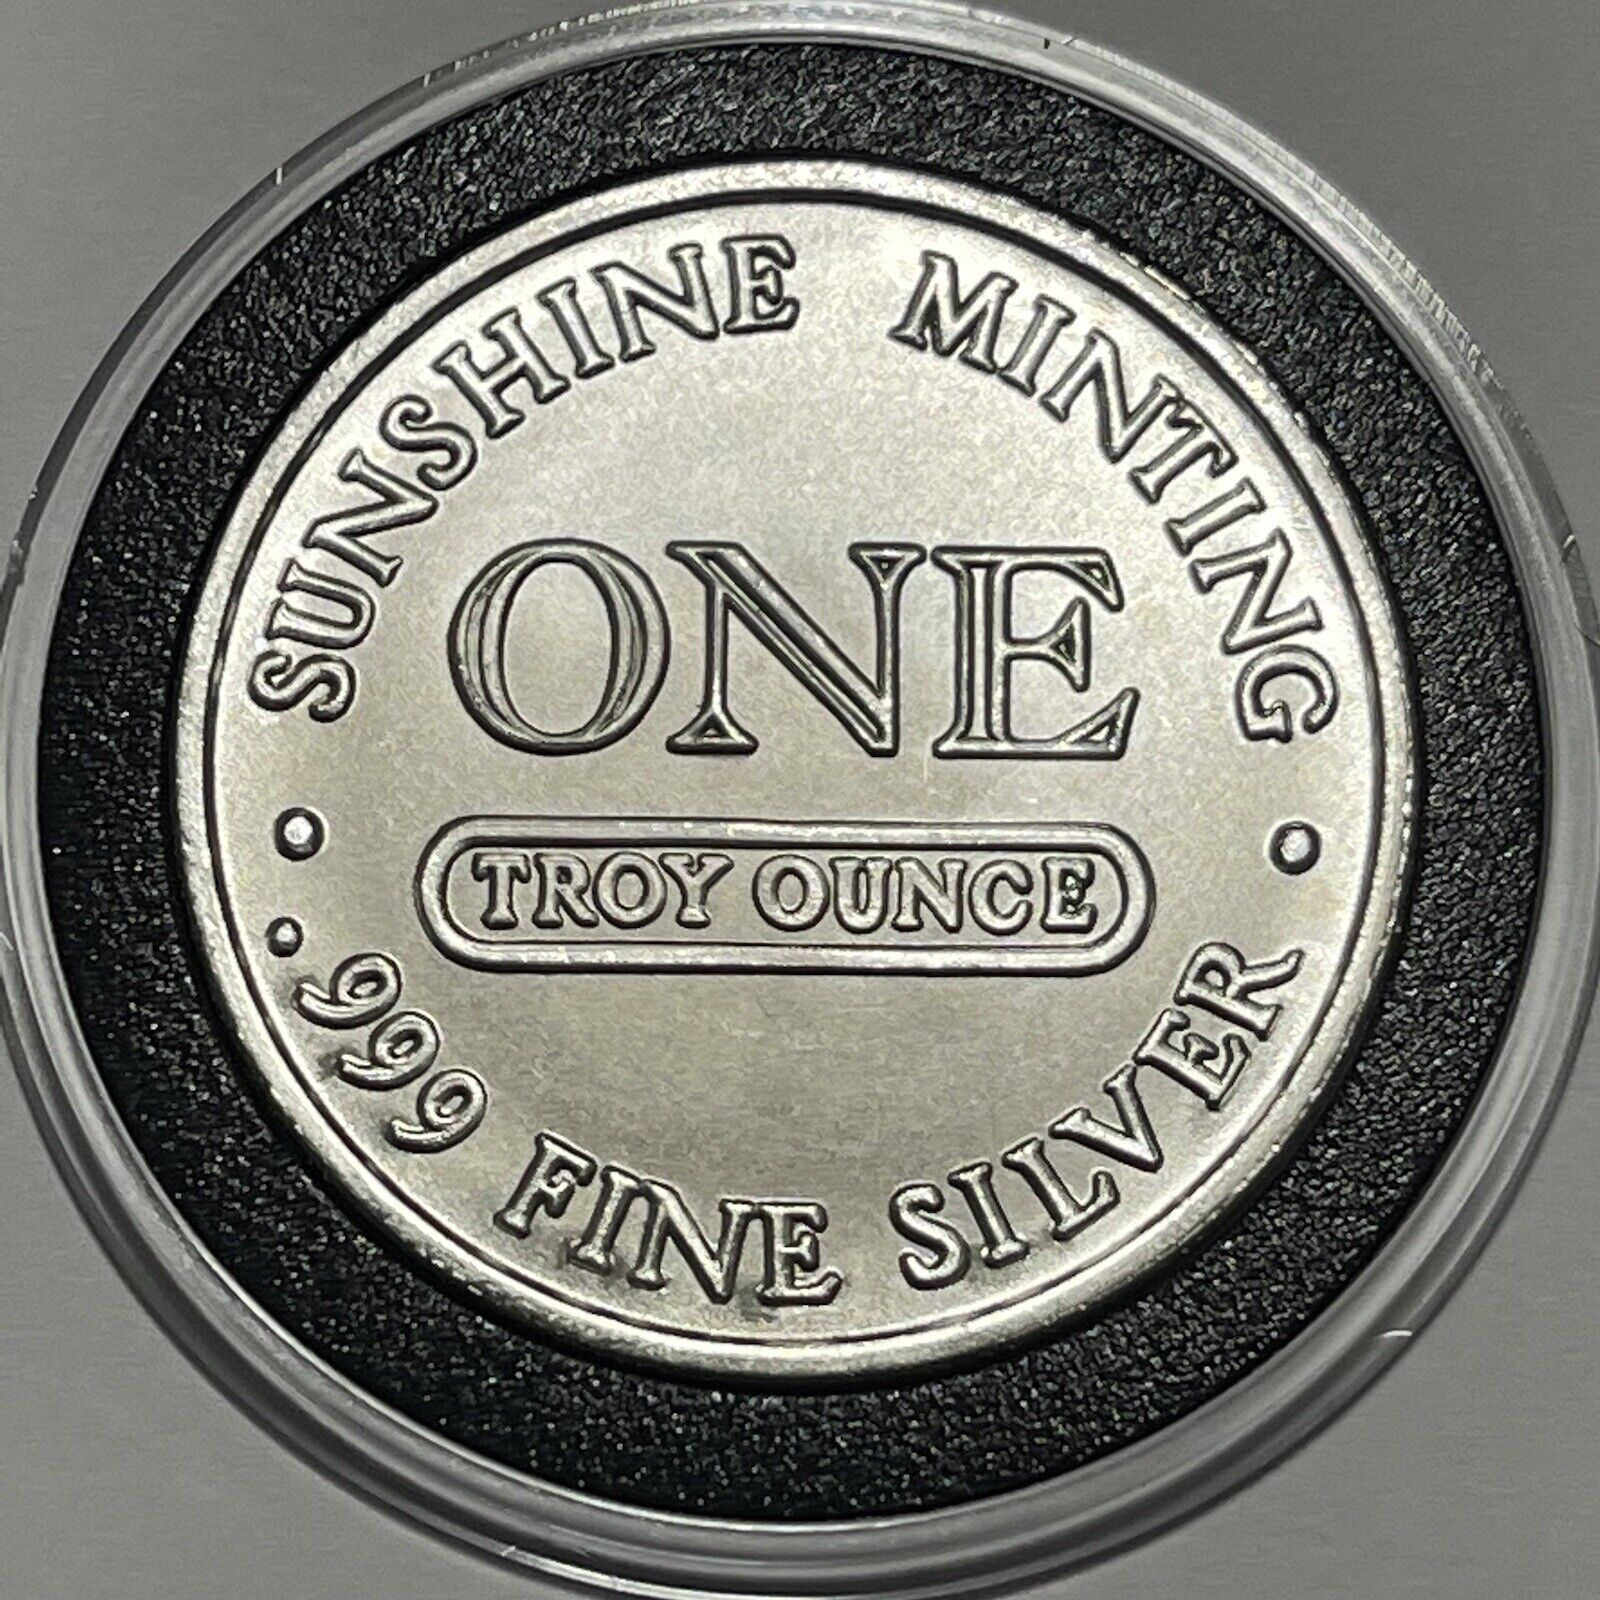 SUNSHINE MINTING
ONE
TROY OUNCE
.999 FINE SILVER